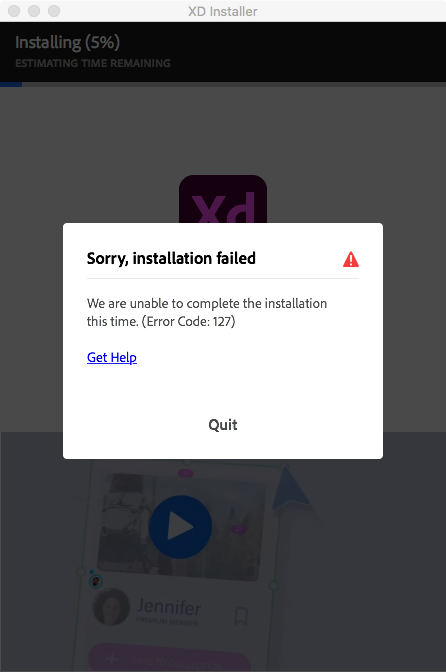 XD Installer
Installing (5%)
ESTIMATING TIME REMAINING
Xd
Sorry, installation failed
We are unable to complete the installation
this time. (Error Code: 127)
Get Help
Quit
Jennifer
PREMIUM MEMBER